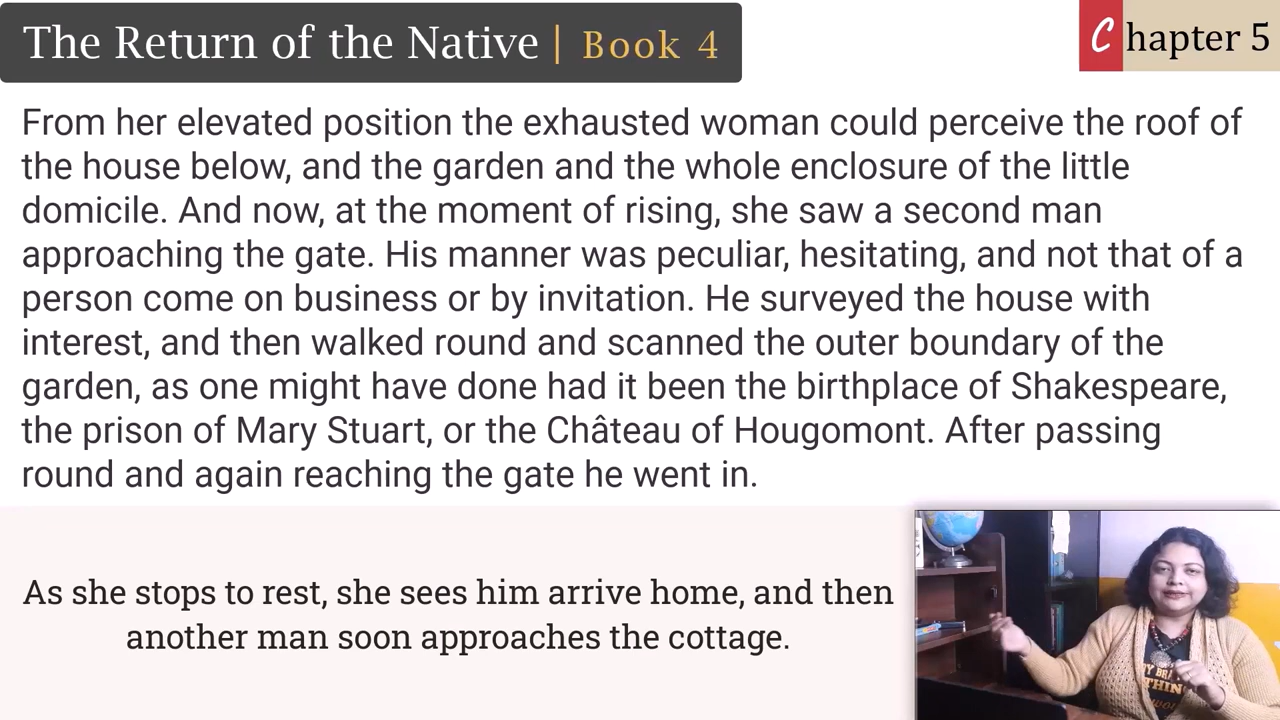 The Return of the Native | Book 4
Chapter 5
From her elevated position the exhausted woman could perceive the roof of
the house below, and the garden and the whole enclosure of the little
domicile. And now, at the moment of rising, she saw a second man
approaching the gate. His manner was peculiar, hesitating, and not that of a
person come on business or by invitation. He surveyed the house with
interest, and then walked round and scanned the outer boundary of the
garden, as one might have done had it been the birthplace of Shakespeare,
the prison of Mary Stuart, or the Château of Hougomont. After passing
round and again reaching the gate he went in.
As she stops to rest, she sees him arrive home, and then
another man soon approaches the cottage.